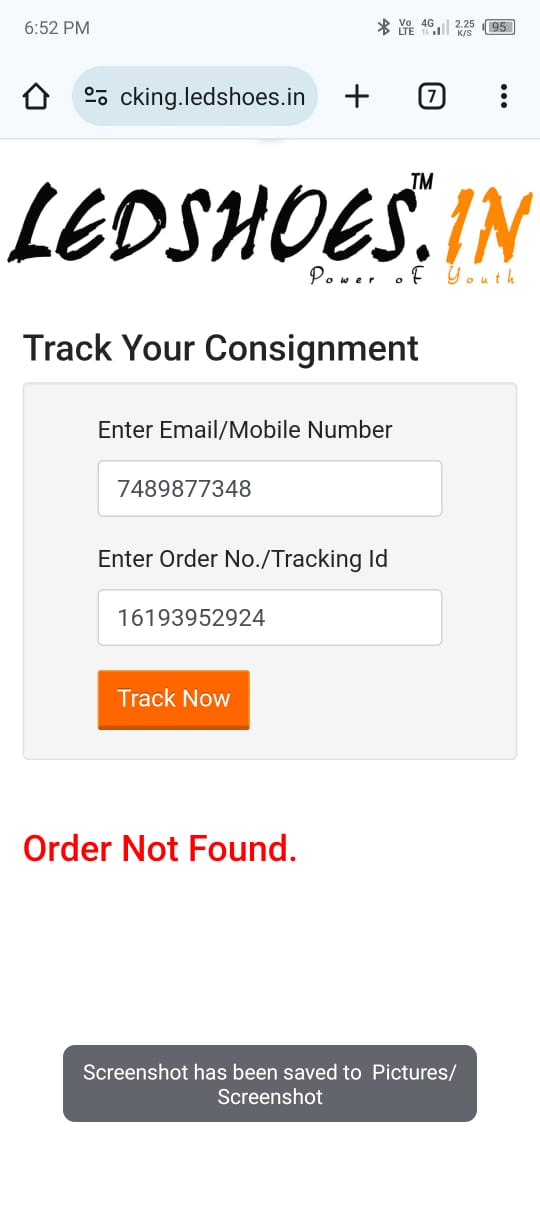 6:52 PM
Vo LTE 4G 2.25 K/S 95
cking.ledshoes.in
7
LEDSHOES.IN™
Power of Youth
Track Your Consignment
Enter Email/Mobile Number
7489877348
Enter Order No./Tracking Id
16193952924
Track Now
Order Not Found.
Screenshot has been saved to Pictures/
Screenshot